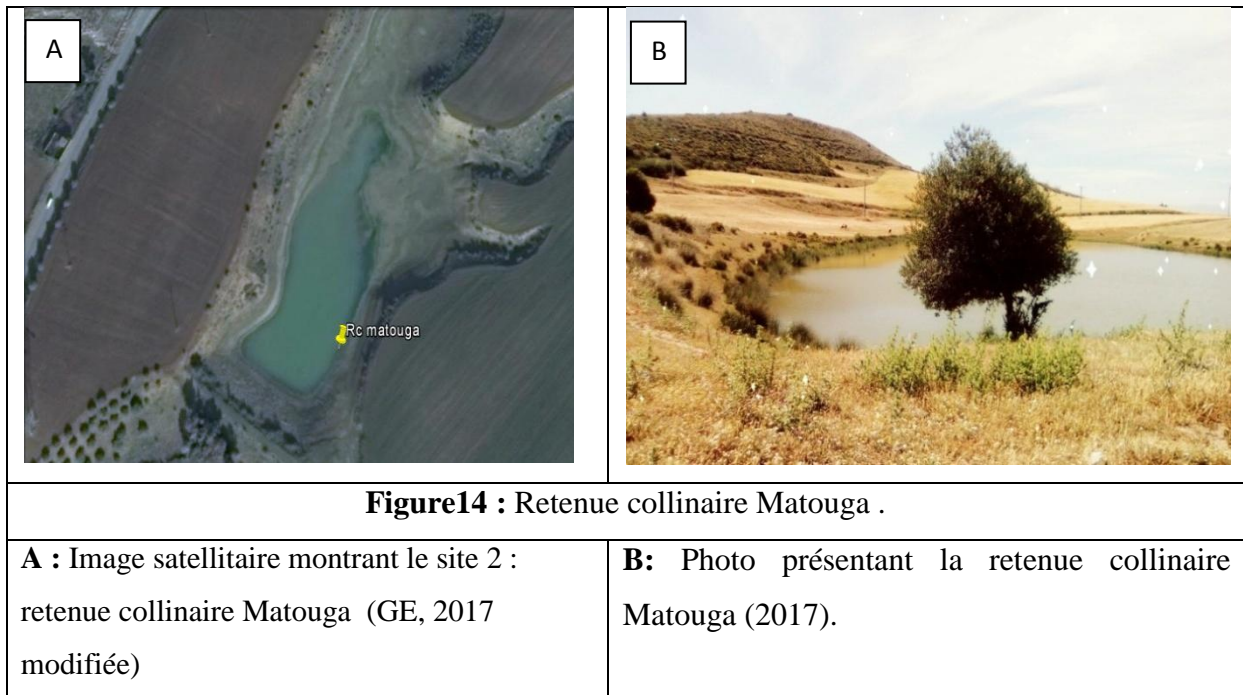 A
B
Rc matouga
Figure14 : Retenue collinaire Matouga .
A : Image satellitaire montrant le site 2 :
retenue collinaire Matouga (GE, 2017
modifiée)
B: Photo présentant la retenue collinaire
Matouga (2017).